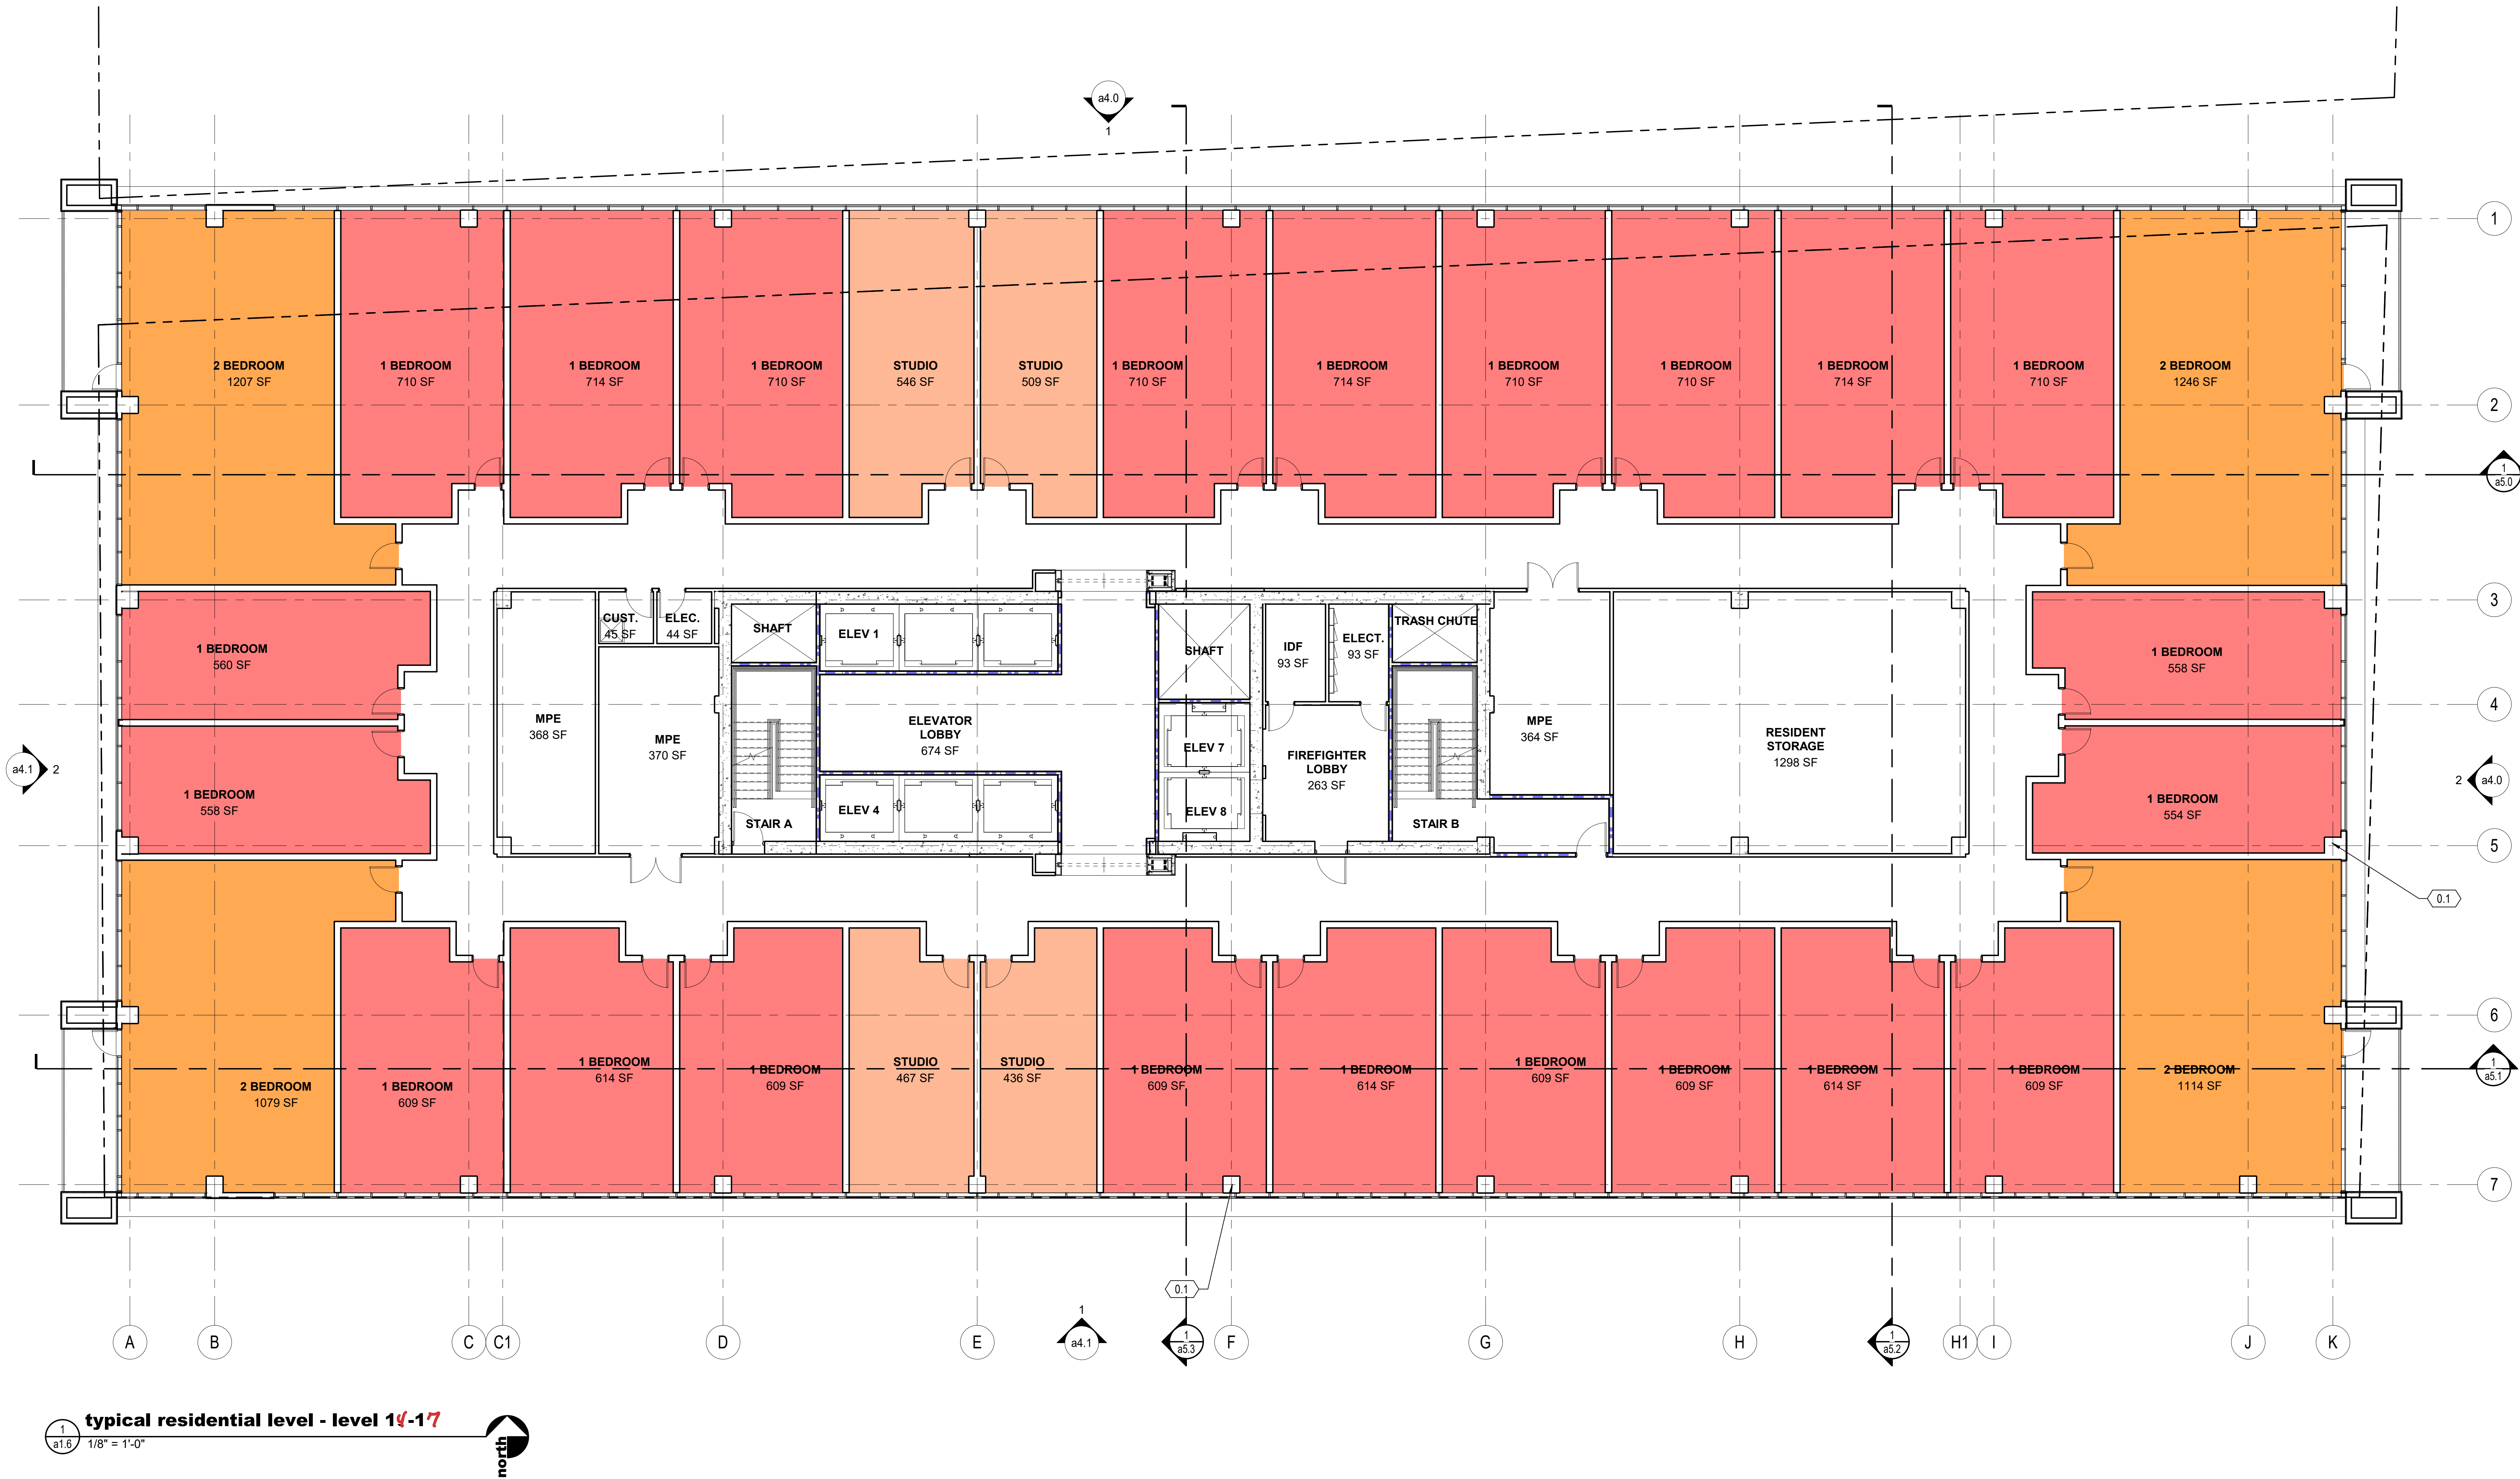 a4.0
1
1
2 BEDROOM
1207 SF
1 BEDROOM
710 SF
1 BEDROOM
714 SF
1 BEDROOM
710 SF
STUDIO
546 SF
STUDIO
509 SF
1 BEDROOM
710 SF
1 BEDROOM
714 SF
1 BEDROOM
710 SF
1 BEDROOM
710 SF
1 BEDROOM
714 SF
1 BEDROOM
710 SF
2 BEDROOM
1246 SF
2
1
a5.0
3
CUST.
45 SF
ELEC.
44 SF
SHAFT
ELEV 1
SHAFT
IDF
93 SF
ELECT.
93 SF
TRASH CHUTE
1 BEDROOM
560 SF
1 BEDROOM
558 SF
4
MPE
368 SF
MPE
370 SF
ELEVATOR
LOBBY
674 SF
ELEV 7
FIREFIGHTER
LOBBY
263 SF
MPE
364 SF
RESIDENT
STORAGE
1298 SF
a4.1
2
2
a4.0
1 BEDROOM
558 SF
STAIR A
ELEV 4
ELEV 8
STAIR B
1 BEDROOM
554 SF
5
0.1
6
2 BEDROOM
1079 SF
1 BEDROOM
609 SF
1 BEDROOM
614 SF
1 BEDROOM
609 SF
STUDIO
467 SF
STUDIO
436 SF
1 BEDROOM
609 SF
1 BEDROOM
614 SF
1 BEDROOM
609 SF
1 BEDROOM
609 SF
1 BEDROOM
614 SF
1 BEDROOM
609 SF
2 BEDROOM
1114 SF
1
a5.1
7
0.1
A
B
C
C1
D
E
1
a4.1
1
a5.3
F
G
H
1
a5.2
H1
I
J
K
1
a1.6
typical residential level - level 14-17
1/8" = 1'-0"
north